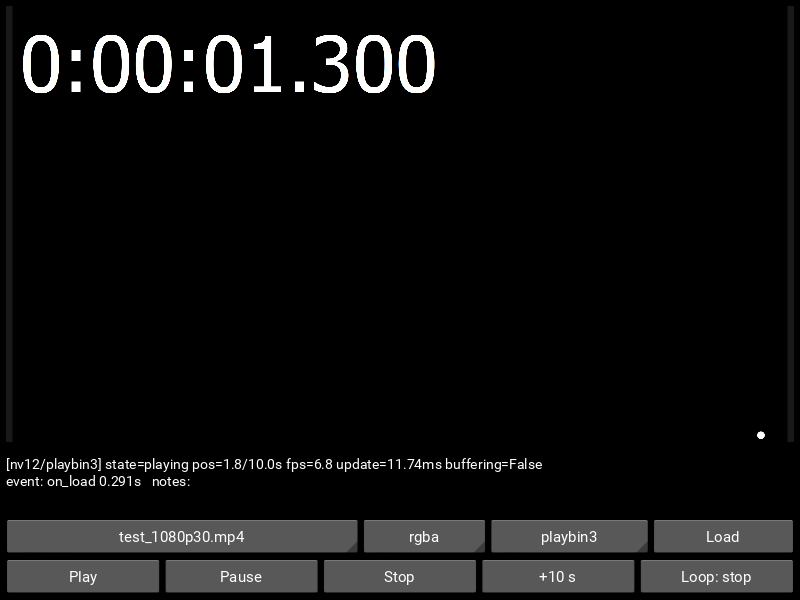 0:00:01.300
[nv12/playbin3] state=playing pos=1.8/10.0s fps=6.8 update=11.74ms buffering=False
event: on_load 0.291s notes:
test_1080p30.mp4 rgba playbin3 Load
Play Pause Stop +10 s Loop: stop